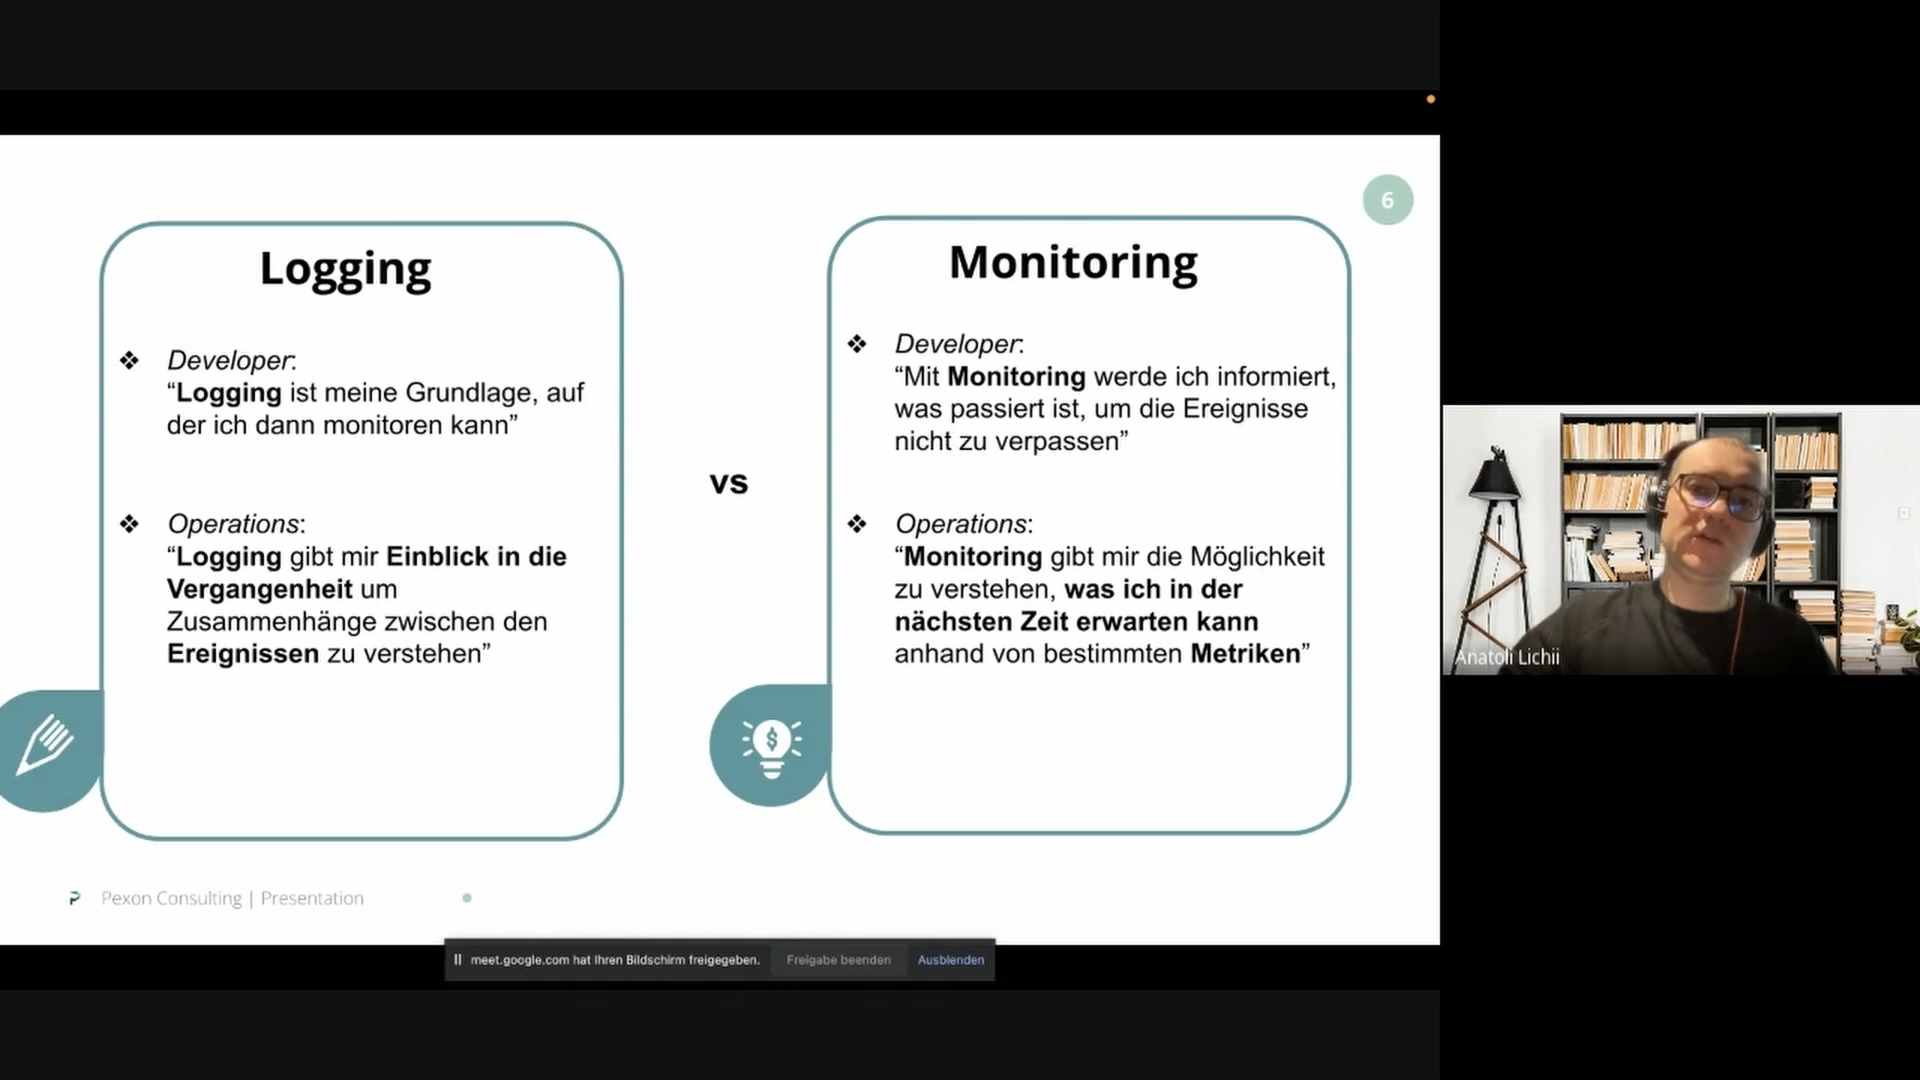 6
Logging
❖ Developer:
“Logging ist meine Grundlage, auf
der ich dann monitoren kann”
❖ Operations:
“Logging gibt mir Einblick in die
Vergangenheit um
Zusammenhänge zwischen den
Ereignissen zu verstehen”
vs
Monitoring
❖ Developer:
“Mit Monitoring werde ich informiert,
was passiert ist, um die Ereignisse
nicht zu verpassen”
❖ Operations:
“Monitoring gibt mir die Möglichkeit
zu verstehen, was ich in der
nächsten Zeit erwarten kann
anhand von bestimmten Metriken”
$
Pexon Consulting | Presentation
meet.google.com hat Ihren Bildschirm freigegeben. Freigabe beenden Ausblenden
Anatoli Lichii